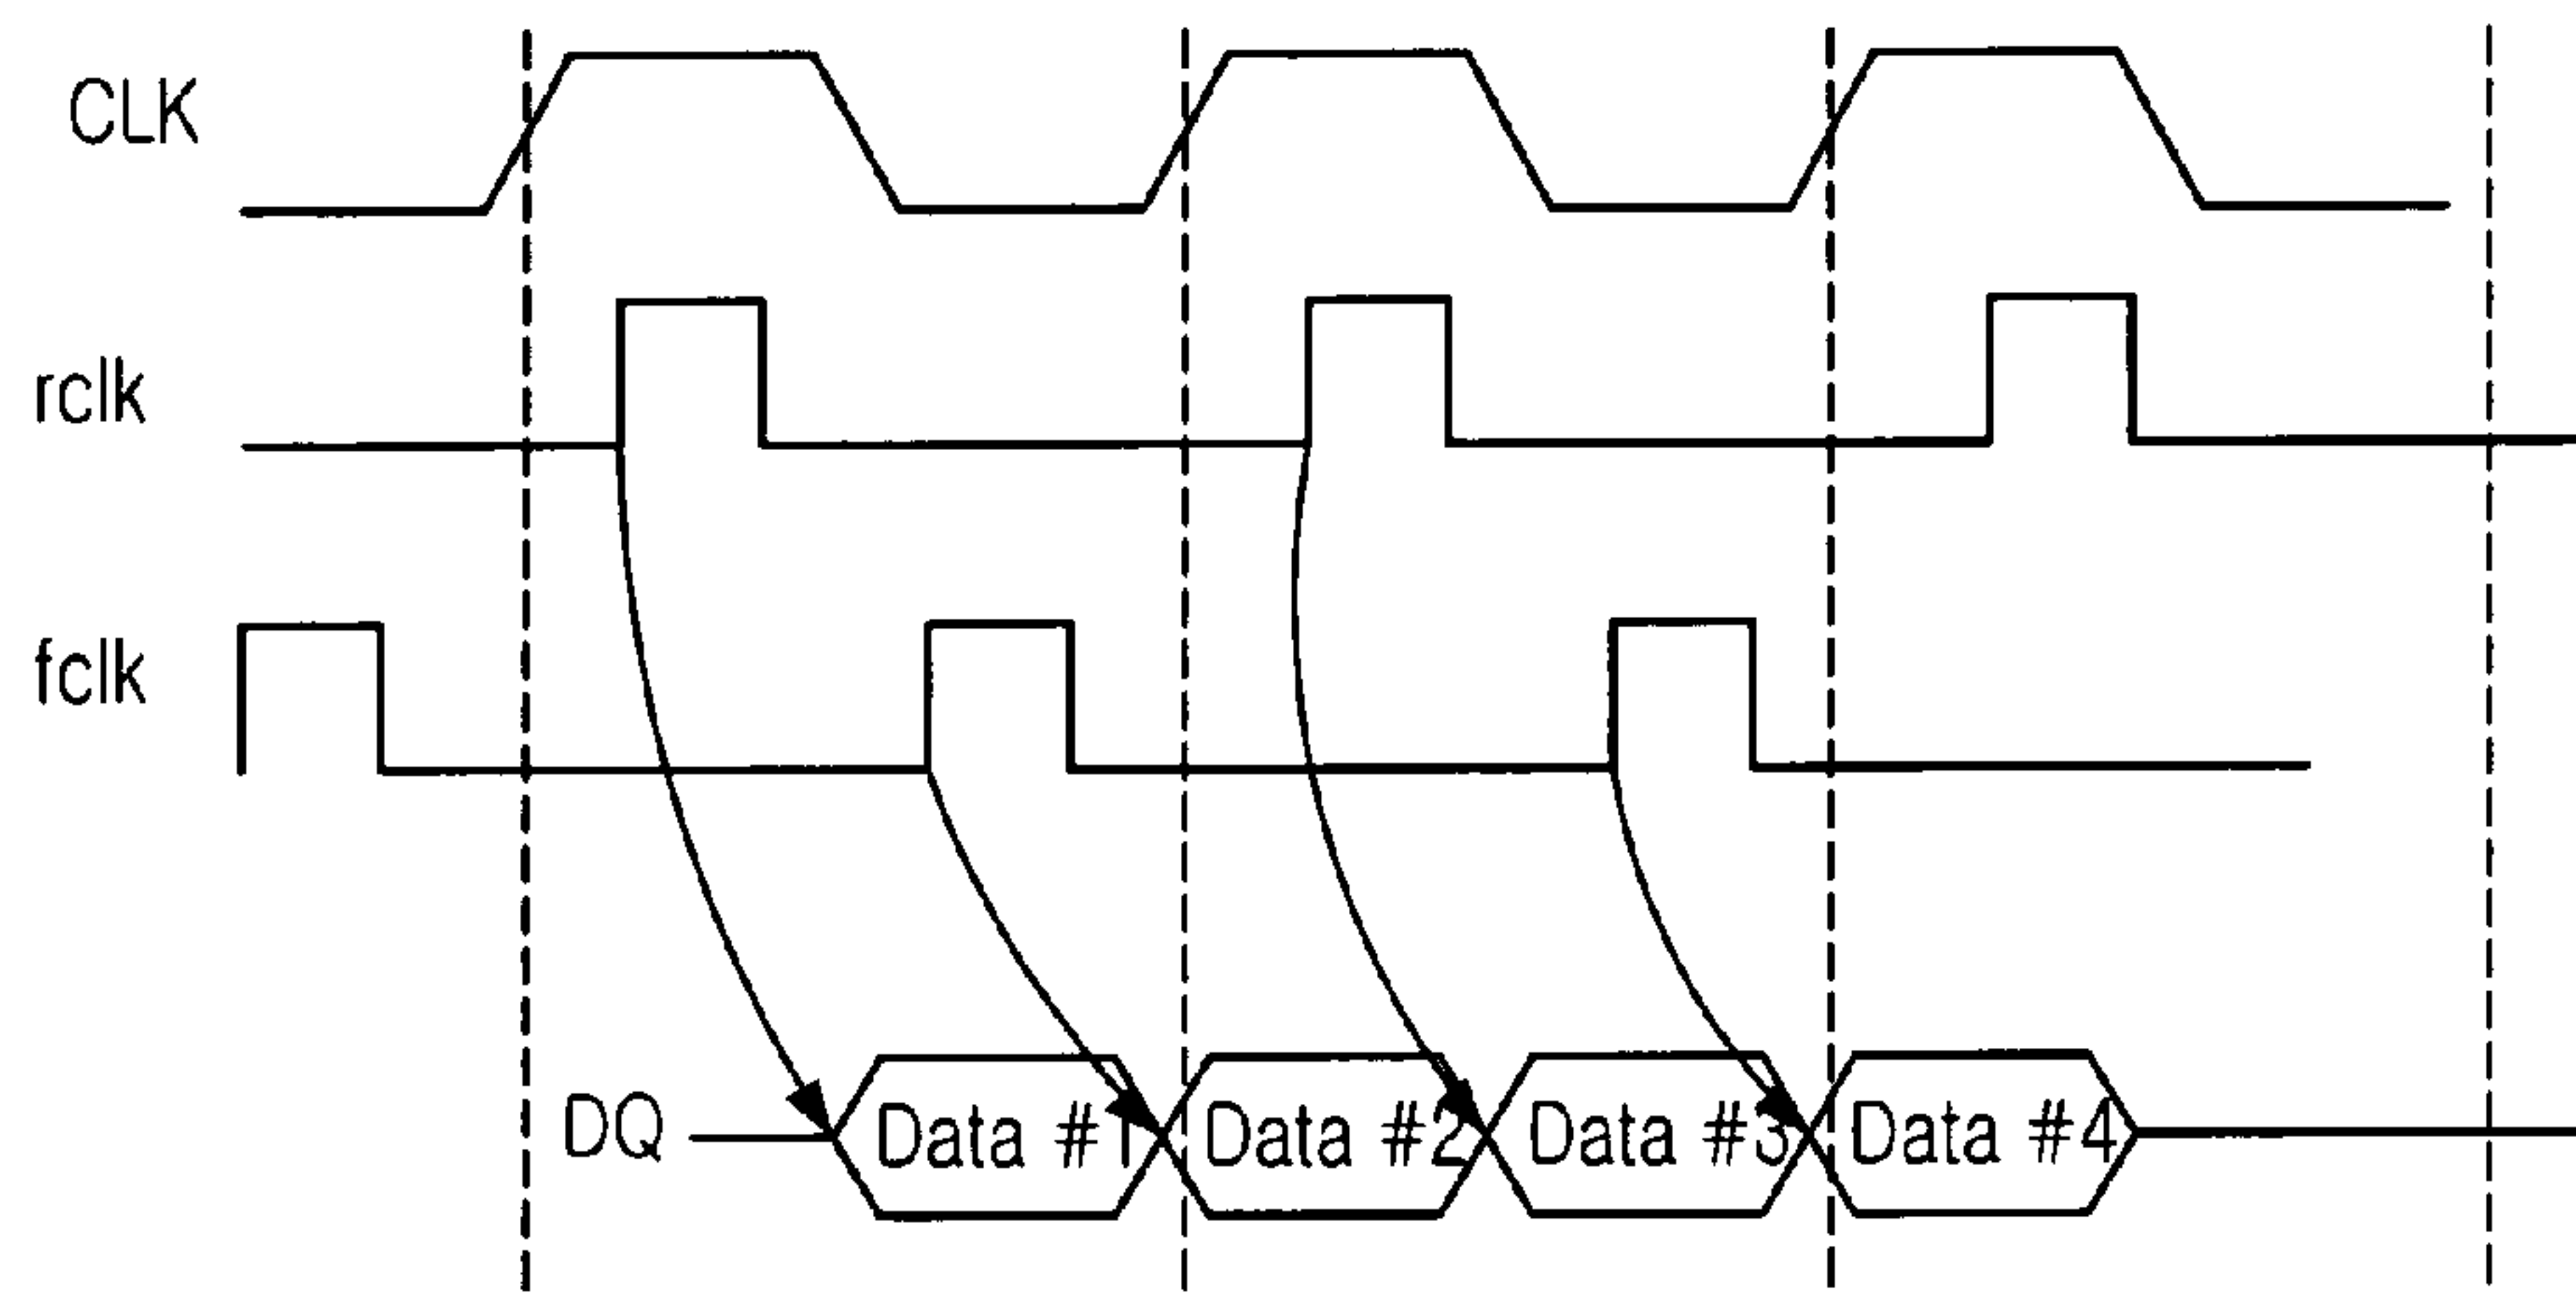 CLK
rclk
fclk
DQ
Data #1
Data #2
Data #3
Data #4